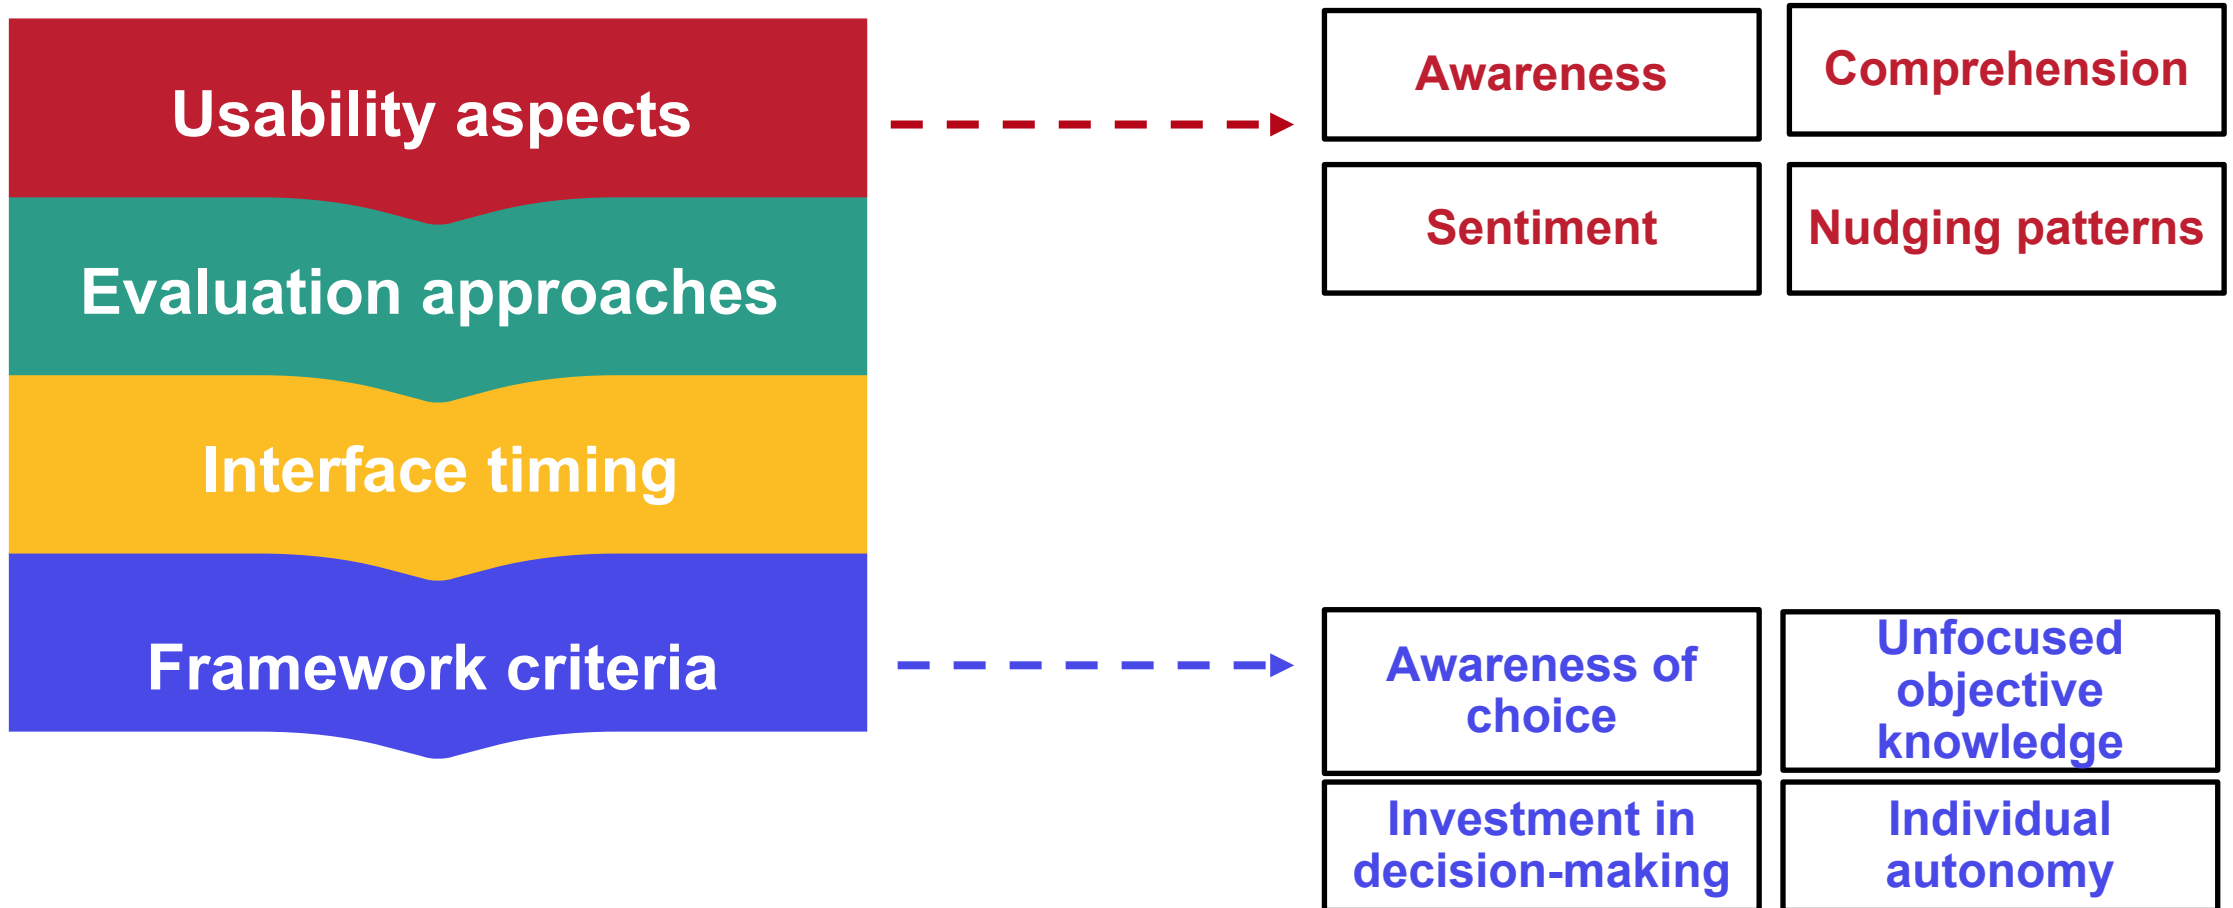 Usability aspects
Evaluation approaches
Interface timing
Framework criteria
Awareness
Comprehension
Sentiment
Nudging patterns
Awareness of
choice
Unfocused
objective
knowledge
Investment in
decision-making
Individual
autonomy